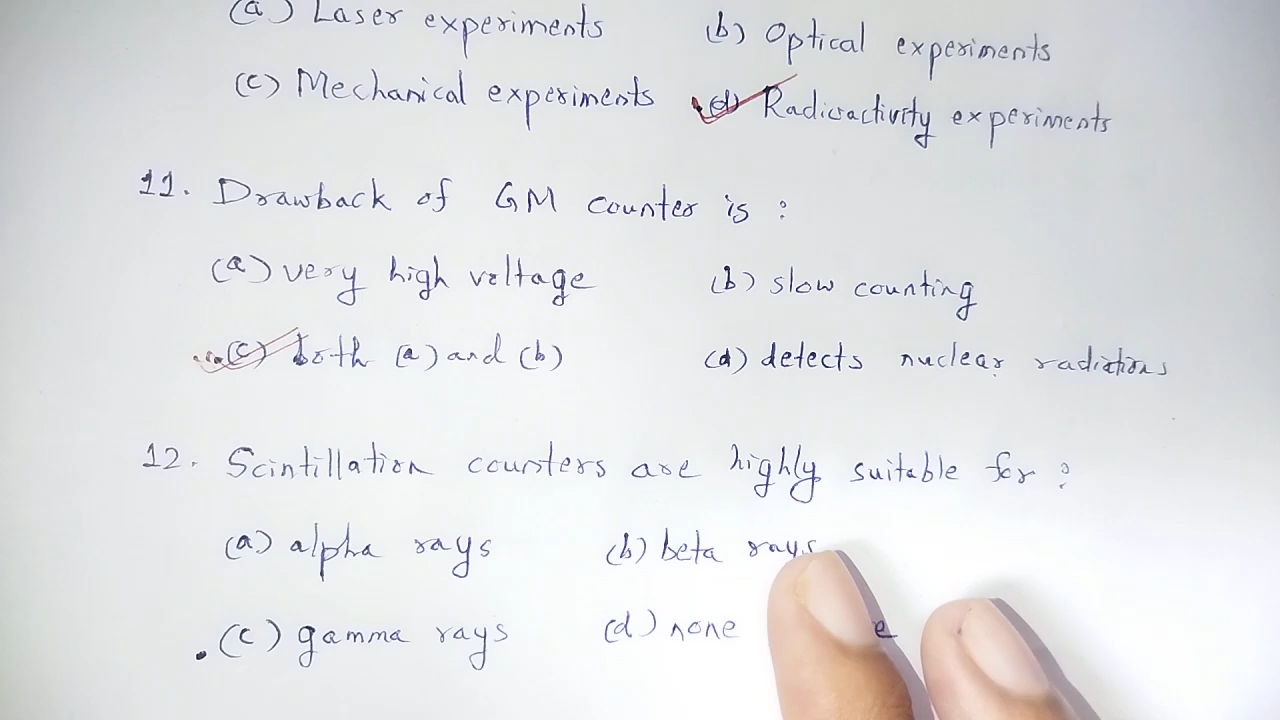 (a) Laser experiments (b) Optical experiments
(c) Mechanical experiments (d) Radioactivity experiments
11. Drawback of GM counter is :
(a) very high voltage (b) slow counting
(c) both (a) and (b) (d) detects nuclear radiations
12. Scintillation counters are highly suitable for :
(a) alpha rays (b) beta rays
(c) gamma rays (d) none